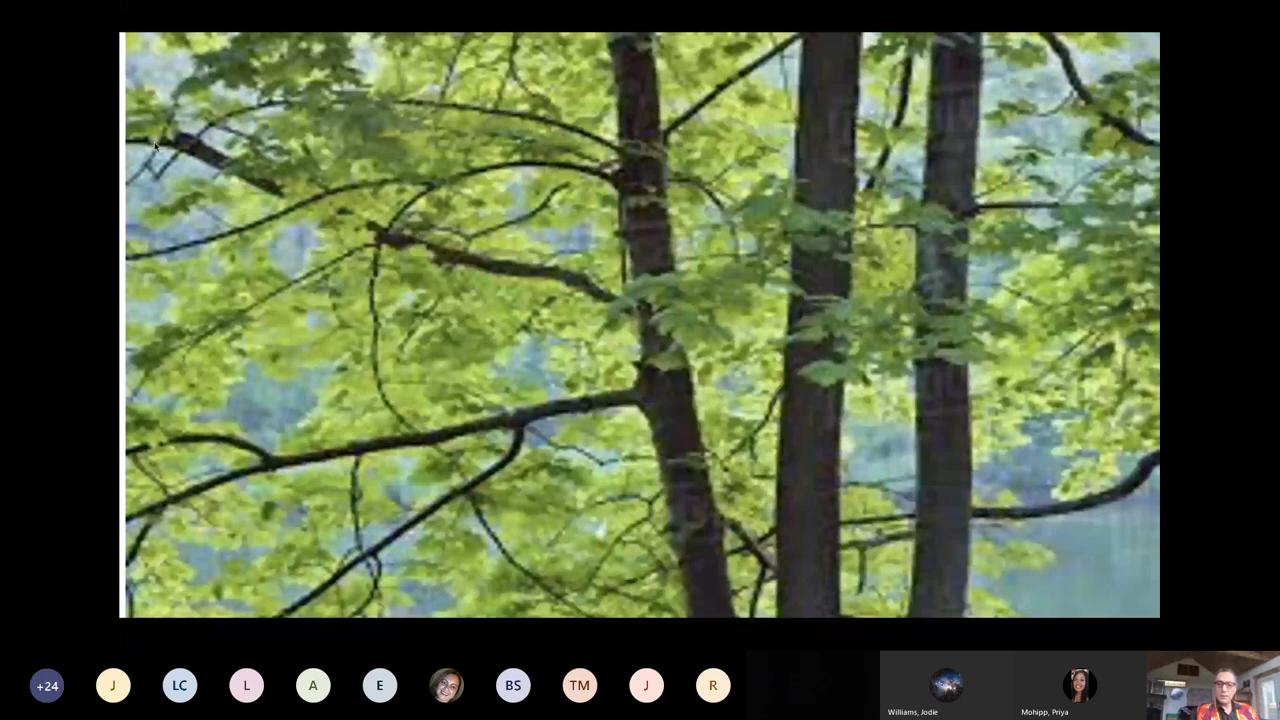 +24
J
LC
L
A
E
BS
TM
J
R
Williams, Jodie
Mohipp, Priya